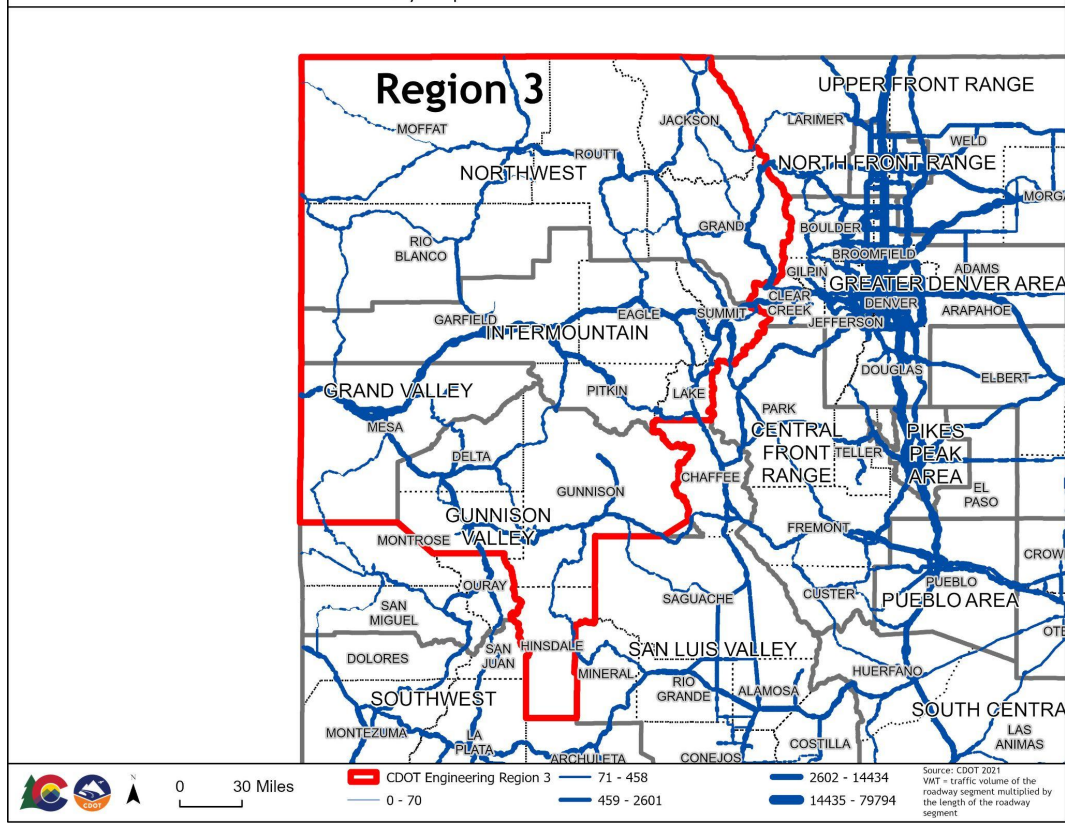 Region 3
UPPER FRONT RANGE
MOFFAT
JACKSON
LARIMER
WELD
ROUTT
NORTHWEST
NORTH FRONT RANGE
RIO
BLANCO
GRAND
BOULDER
BROOMFIELD
GILPIN
ADAMS
GREATER DENVER AREA
CLEAR
CREEK
DENVER
ARAPAHOE
JEFFERSON
GARFIELD
EAGLE
SUMMIT
INTERMOUNTAIN
DOUGLAS
ELBERT
GRAND VALLEY
PITKIN
LAKE
PARK
MESA
CENTRAL
FRONT
RANGE
TELLER
PIKES
PEAK
AREA
DELTA
CHAFFEE
GUNNISON
EL
PASO
GUNNISON
VALLEY
MONTROSE
FREMONT
OURAY
PUEBLO
PUEBLO AREA
CUSTER
SAGUACHE
SAN
MIGUEL
SAN
JUAN
HINSDALE
DOLORES
SAN LUIS VALLEY
MINERAL
RIO
GRANDE
ALAMOSA
HUERFANO
SOUTHWEST
SOUTH CENTRA
MONTEZUMA
LA
PLATA
ARCHULETA
CONEJOS
COSTILLA
LAS
ANIMAS
CDOT
N
0 30 Miles
CDOT Engineering Region 3
0 - 70
71 - 458
459 - 2601
2602 - 14434
14435 - 79794
Source: CDOT 2021
VMT = traffic volume of the
roadway segment multiplied by
the length of the roadway
segment